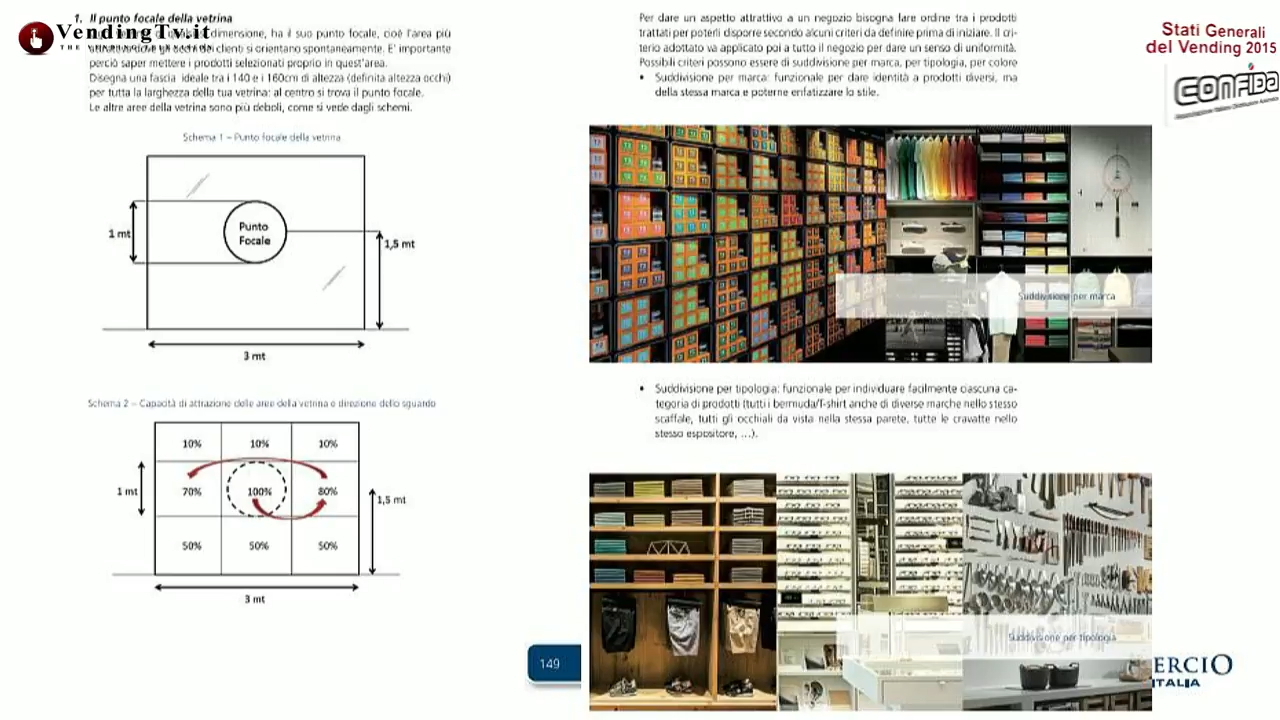 1. Il punto focale della vetrina
VendingTv.it
dimensione, ha il suo punto focale, cioè l'area più
clienti si orientano spontaneamente. E' importante
perciò saper mettere i prodotti selezionati proprio in quest'area.
Disegna una fascia ideale tra i 140 e i 160cm di altezza (definita altezza occhi)
per tutta la larghezza della tua vetrina: al centro si trova il punto focale.
Le altre aree della vetrina sono più deboli, come si vede dagli schemi.
Schema 1 – Punto focale della vetrina
Punto
Focale
1 mt
1,5 mt
3 mt
Schema 2 – Capacità di attrazione delle aree della vetrina e direzione dello sguardo
10% 10% 10%
1 mt
70% 100% 80%
1,5 mt
50% 50% 50%
3 mt
149
Per dare un aspetto attrattivo a un negozio bisogna fare ordine tra i prodotti
trattati per poterli disporre secondo alcuni criteri da definire prima di iniziare. Il cri-
terio adottato va applicato poi a tutto il negozio per dare un senso di uniformità.
Possibili criteri possono essere di suddivisione per marca, per tipologia, per colore
• Suddivisione per marca: funzionale per dare identità a prodotti diversi, ma
della stessa marca e poterne enfatizzare lo stile.
Suddivisione per marca
• Suddivisione per tipologia: funzionale per individuare facilmente ciascuna ca-
tegoria di prodotti (tutti i bermuda/T-shirt anche di diverse marche nello stesso
scaffale, tutti gli occhiali da vista nella stessa parete, tutte le cravatte nello
stesso espositore, ...).
Suddivisione per tipologia
Stati Generali
del Vending 2015
CONFIDA
ERCIO
ITALIA